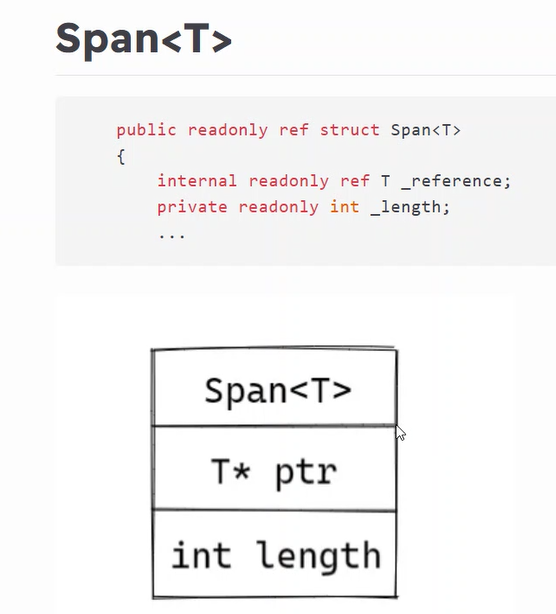 Span<T>
public readonly ref struct Span<T>
{
internal readonly ref T _reference;
private readonly int _length;
...
Span<T>
T* ptr
int length